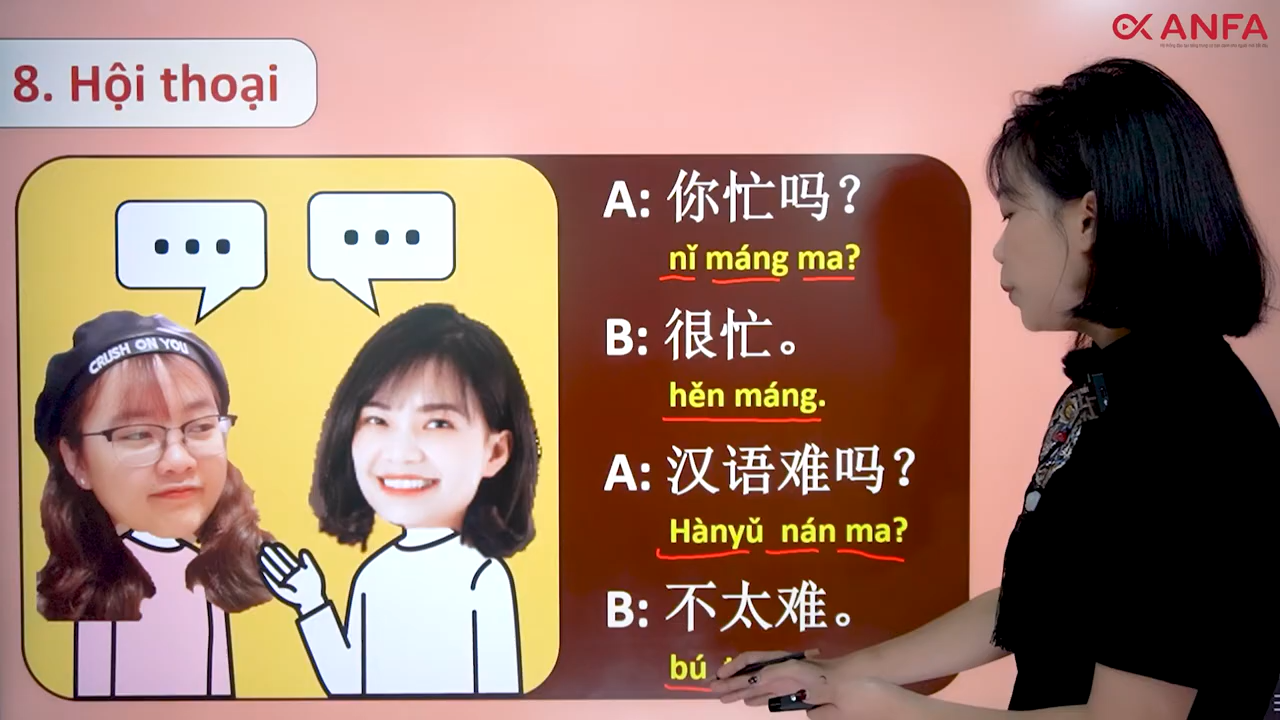 ANFA
8. Hội thoại
CRUSH ON YOU
A: 你忙吗?
nǐ máng ma?
B: 很忙。
hěn máng.
A: 汉语难吗?
Hànyǔ nán ma?
B: 不太难。
bú